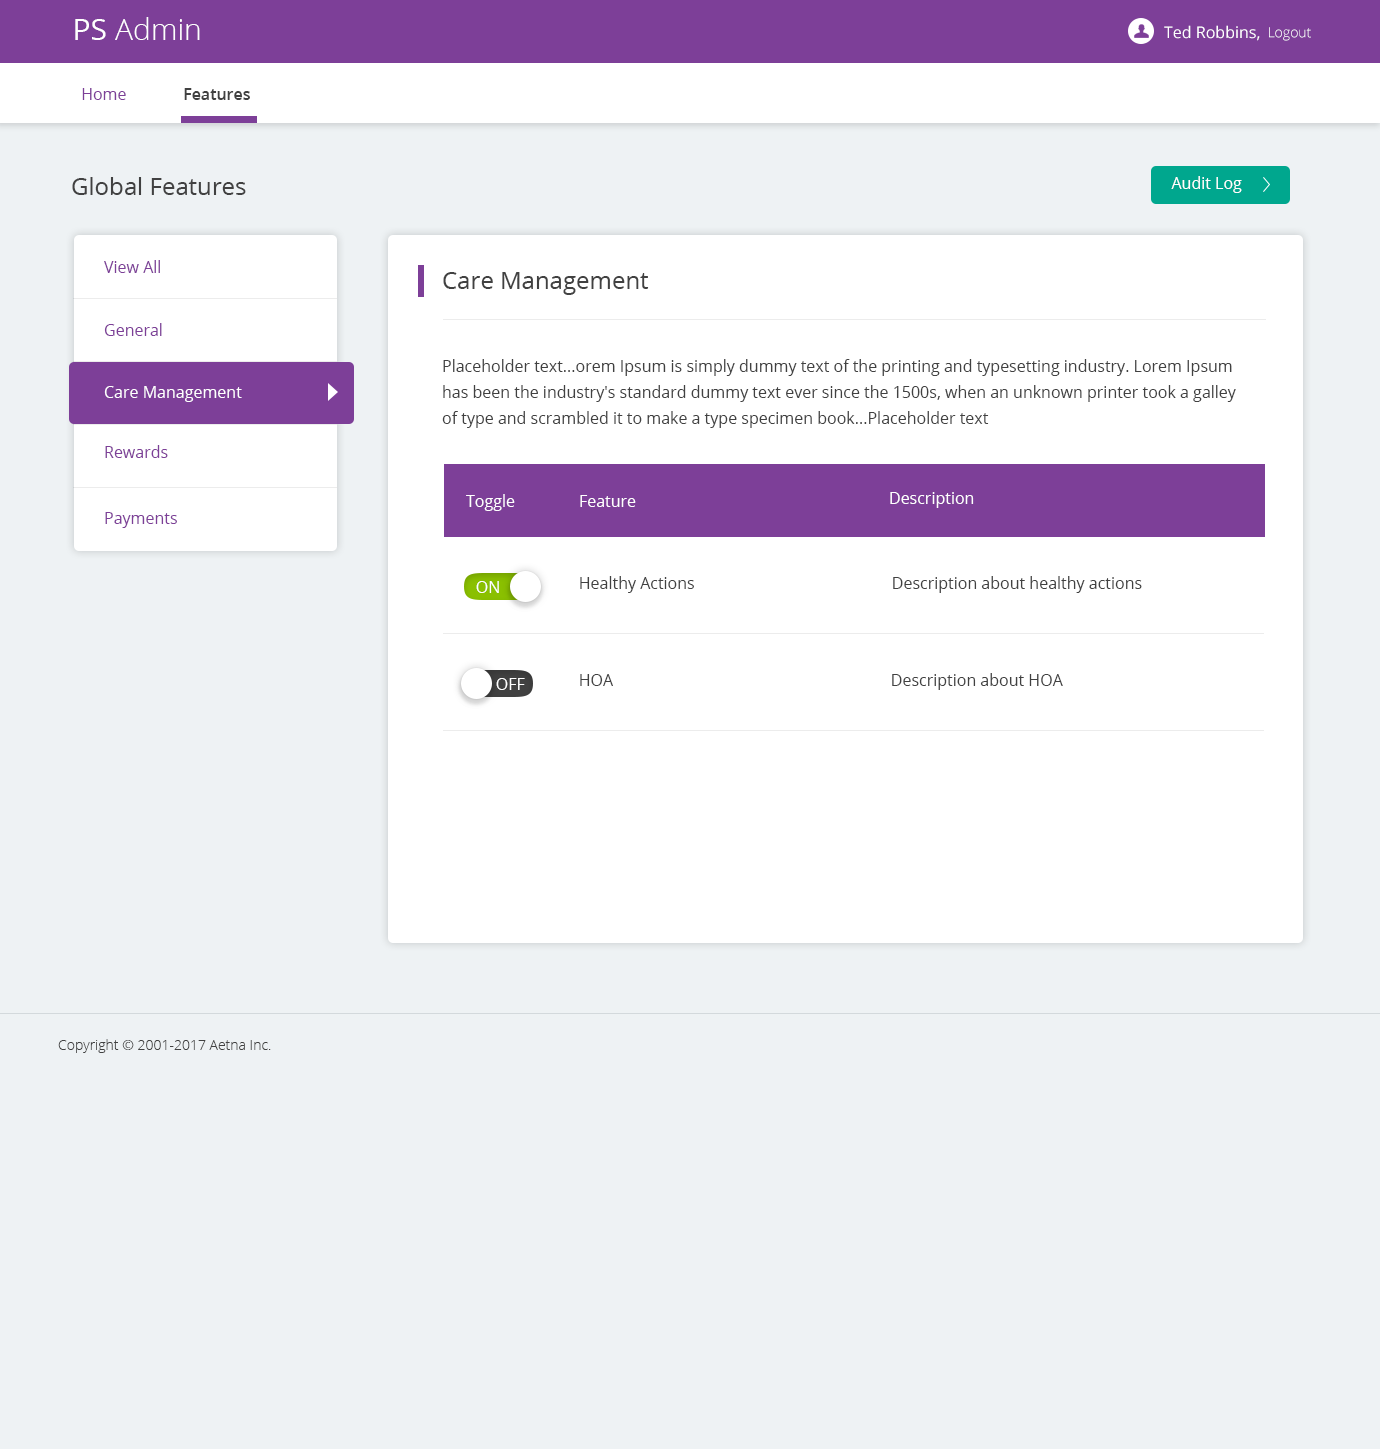 PS Admin
Ted Robbins, Logout
Home
Features
Global Features
Audit Log
View All
General
Care Management
Rewards
Payments
Care Management
Placeholder text...orem Ipsum is simply dummy text of the printing and typesetting industry. Lorem Ipsum
has been the industry's standard dummy text ever since the 1500s, when an unknown printer took a galley
of type and scrambled it to make a type specimen book...Placeholder text
Toggle Feature Description
ON Healthy Actions Description about healthy actions
OFF HOA Description about HOA
Copyright © 2001-2017 Aetna Inc.